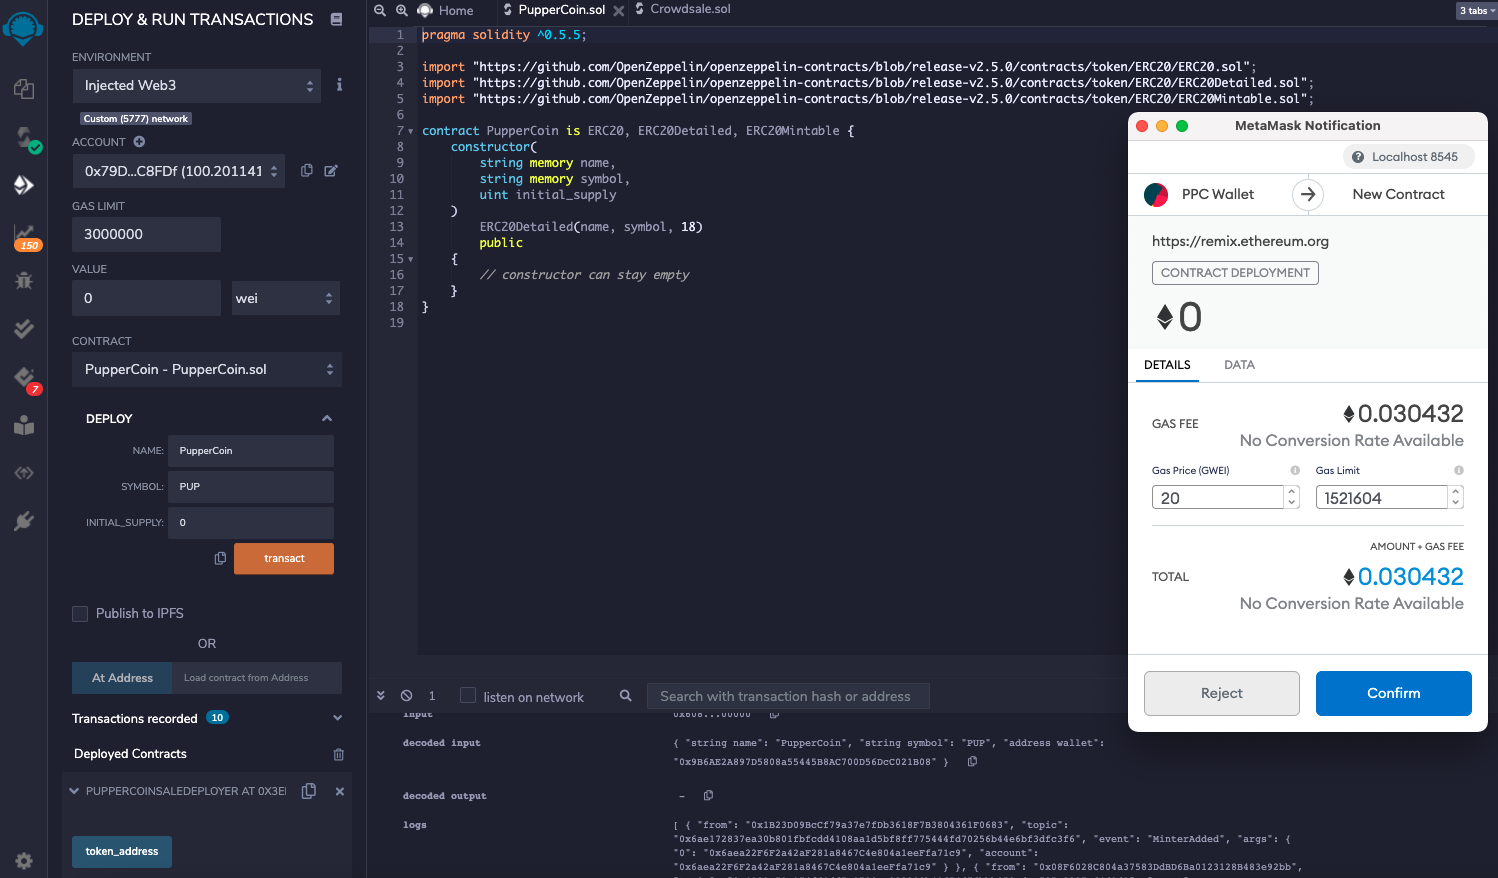 DEPLOY & RUN TRANSACTIONS
ENVIRONMENT
Injected Web3
i
Custom (5777) network
ACCOUNT
0x79D...C8FDf (100.201141
GAS LIMIT
3000000
150
VALUE
0
wei
CONTRACT
PupperCoin - PupperCoin.sol
7
DEPLOY
NAME:
PupperCoin
SYMBOL:
PUP
INITIAL_SUPPLY:
0
transact
Publish to IPFS
OR
At Address
Load contract from Address
Transactions recorded 10
Deployed Contracts
PUPPERCOINSALEDEPLOYER AT 0X3E
token_address
Home
PupperCoin.sol
Crowdsale.sol
3 tabs
1 pragma solidity ^0.5.5;
2
3 import "https://github.com/OpenZeppelin/openzeppelin-contracts/blob/release-v2.5.0/contracts/token/ERC20/ERC20.sol";
4 import "https://github.com/OpenZeppelin/openzeppelin-contracts/blob/release-v2.5.0/contracts/token/ERC20/ERC20Detailed.sol";
5 import "https://github.com/OpenZeppelin/openzeppelin-contracts/blob/release-v2.5.0/contracts/token/ERC20/ERC20Mintable.sol";
6
7 contract PupperCoin is ERC20, ERC20Detailed, ERC20Mintable {
8 constructor(
9 string memory name,
10 string memory symbol,
11 uint initial_supply
12 )
13 ERC20Detailed(name, symbol, 18)
14 public
15 {
16 // constructor can stay empty
17 }
18 }
19
1
listen on network
Search with transaction hash or address
input
0x608...00000
decoded input
{ "string name": "PupperCoin", "string symbol": "PUP", "address wallet":
"0x9B6AE2A897D5808a55445B8AC700D56DcC021B08" }
decoded output
-
logs
[ { "from": "0x1B23D09BcCf79a37e7fDb3618F7B3804361F0683", "topic":
"0x6ae172837ea30b801fbfcdd4108aa1d5bf8ff775444fd70256b44e6bf3dfc3f6", "event": "MinterAdded", "args": {
"0": "0x6aea22F6F2a42aF281a8467C4e804a1eeFfa71c9", "account":
"0x6aea22F6F2a42aF281a8467C4e804a1eeFfa71c9" } }, { "from": "0x08F6028C804a37583DdBD6Ba0123128B483e92bb",
MetaMask Notification
Localhost 8545
PPC Wallet
New Contract
https://remix.ethereum.org
CONTRACT DEPLOYMENT
0
DETAILS
DATA
GAS FEE
0.030432
No Conversion Rate Available
Gas Price (GWEI)
Gas Limit
20
1521604
AMOUNT + GAS FEE
TOTAL
0.030432
No Conversion Rate Available
Reject
Confirm